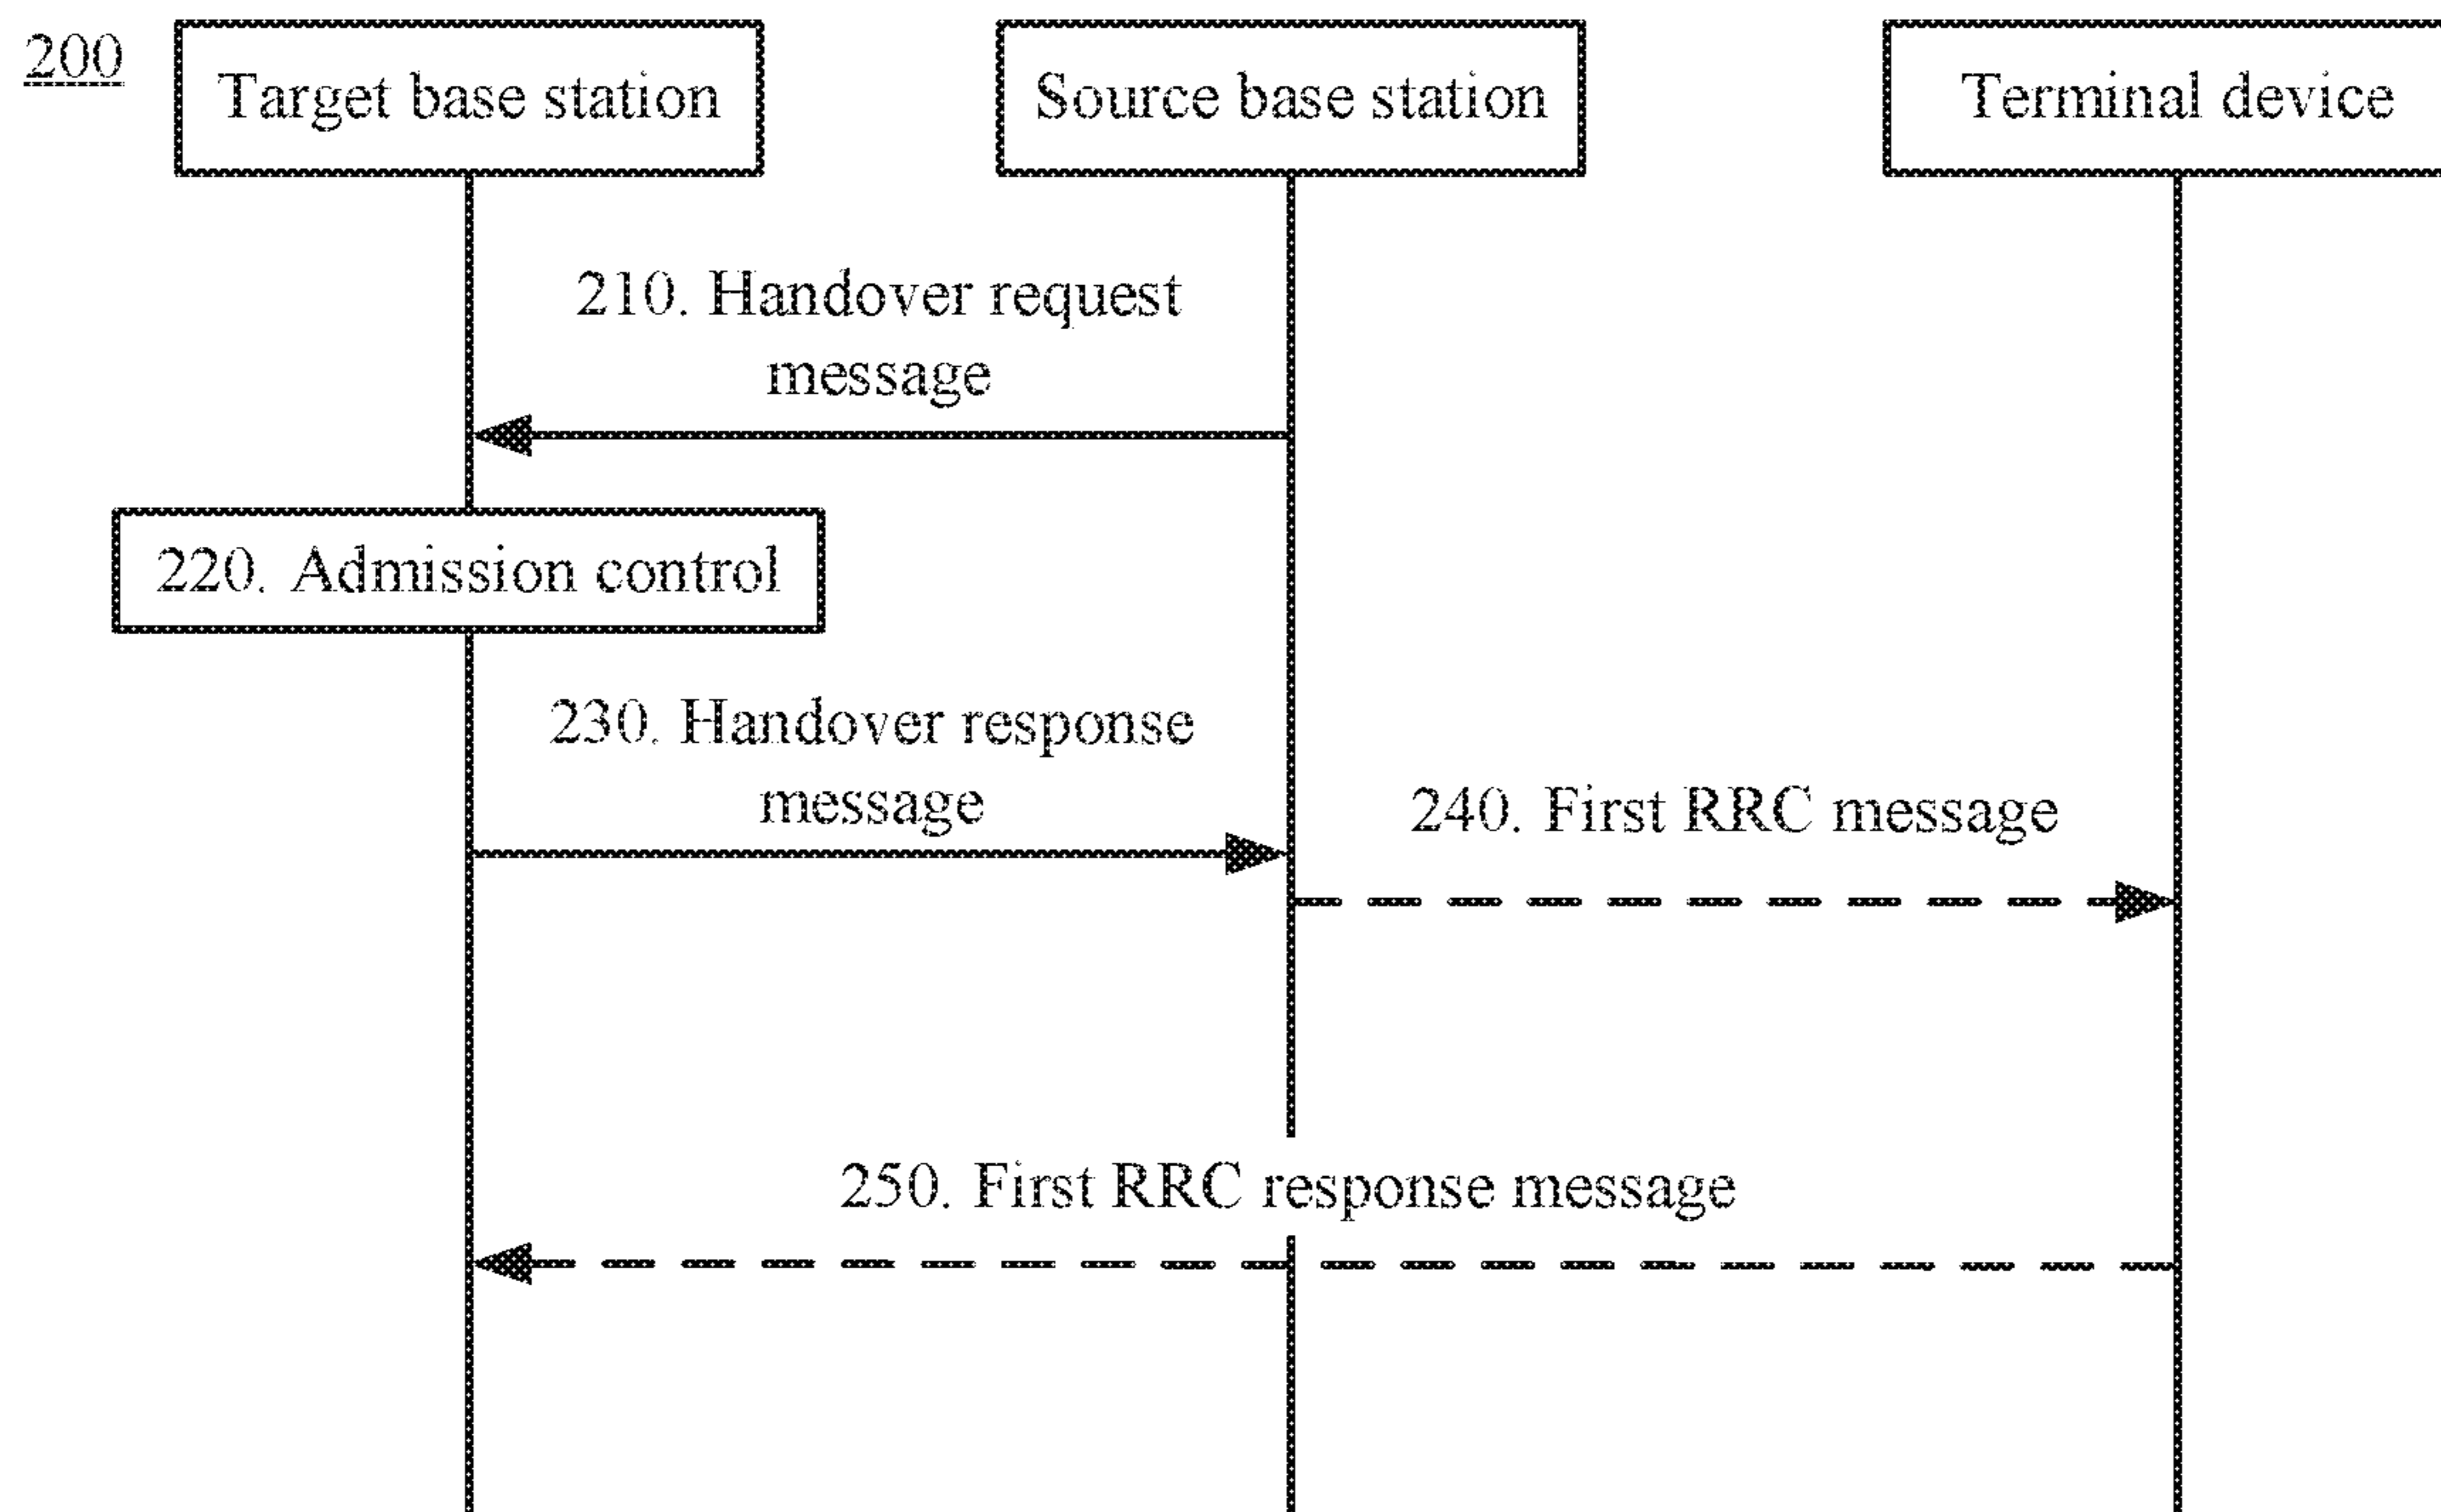 200
Target base station
Source base station
Terminal device
210. Handover request
message
220. Admission control
230. Handover response
message
240. First RRC message
250. First RRC response message